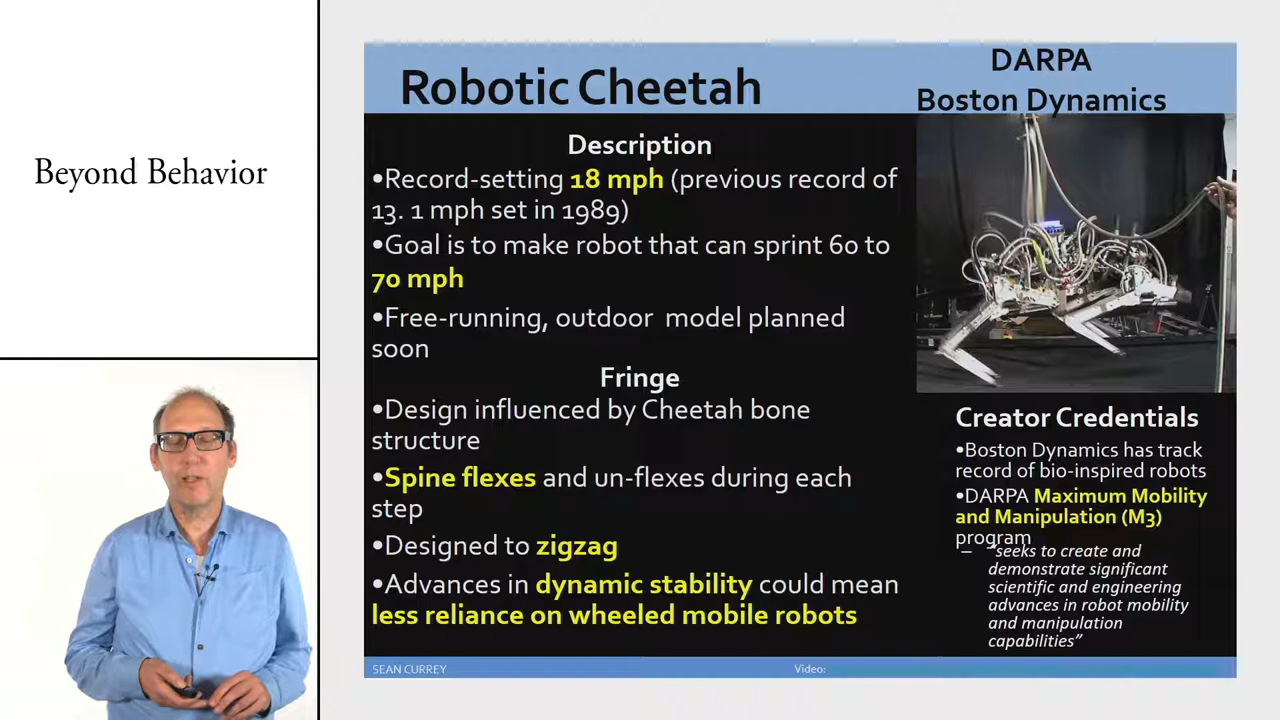 Beyond Behavior
Robotic Cheetah
DARPA
Boston Dynamics
Description
•Record-setting 18 mph (previous record of
13. 1 mph set in 1989)
•Goal is to make robot that can sprint 60 to
70 mph
•Free-running, outdoor model planned
soon
Fringe
•Design influenced by Cheetah bone
structure
•Spine flexes and un-flexes during each
step
•Designed to zigzag
•Advances in dynamic stability could mean
less reliance on wheeled mobile robots
Creator Credentials
•Boston Dynamics has track
record of bio-inspired robots
•DARPA Maximum Mobility
and Manipulation (M3)
program
– "seeks to create and
demonstrate significant
scientific and engineering
advances in robot mobility
and manipulation
capabilities"
SEAN CURREY
Video: